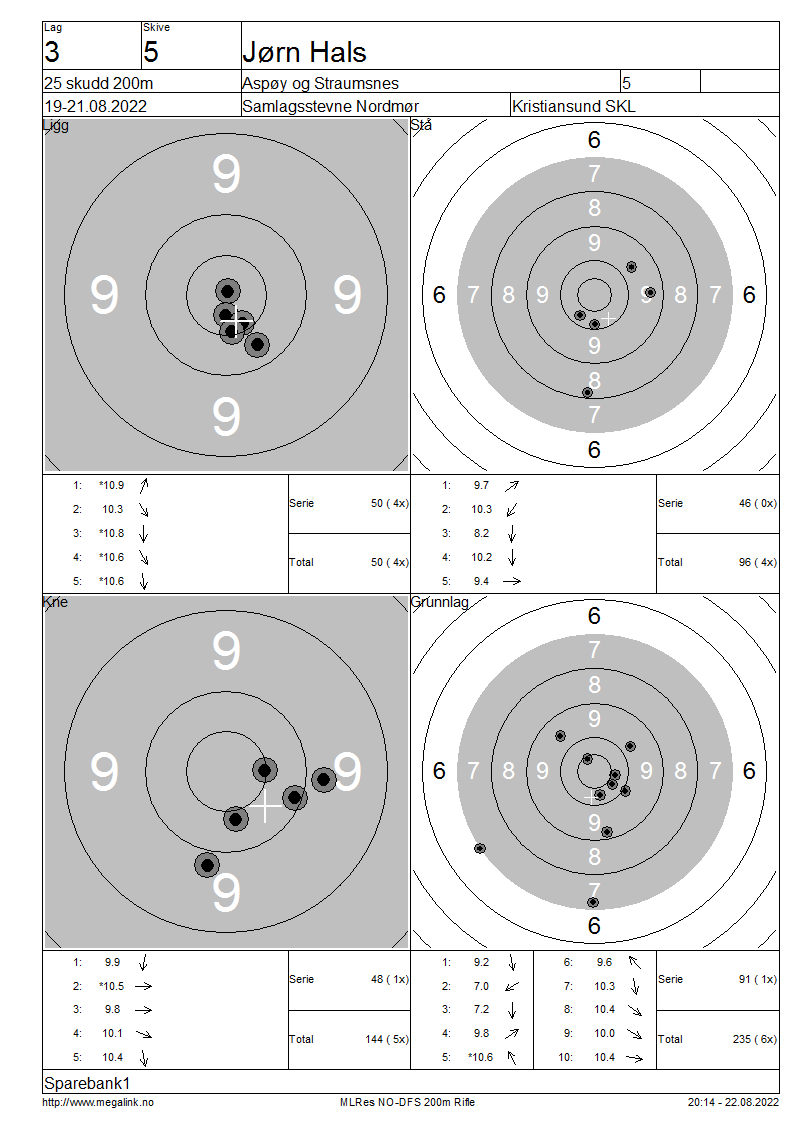 Lag Skive
3 5 Jørn Hals
25 skudd 200m Aspøy og Straumsnes 5
19-21.08.2022 Samlagsstevne Nordmør Kristiansund SKL
Ligg
9
9 9
9
Stå
6
7
8
9
6 7 8 9 9 8 7 6
9
8
7
6
1: *10.9
2: 10.3
3: *10.8
4: *10.6
5: *10.6
Serie 50 ( 4x)
Total 50 ( 4x)
1: 9.7
2: 10.3
3: 8.2
4: 10.2
5: 9.4
Serie 46 ( 0x)
Total 96 ( 4x)
Kne
9
9 9
9
Grunnlag
6
7
8
9
6 7 8 9 9 8 7 6
9
8
7
6
1: 9.9
2: *10.5
3: 9.8
4: 10.1
5: 10.4
Serie 48 ( 1x)
Total 144 ( 5x)
1: 9.2
2: 7.0
3: 7.2
4: 9.8
5: *10.6
6: 9.6
7: 10.3
8: 10.4
9: 10.0
10: 10.4
Serie 91 ( 1x)
Total 235 ( 6x)
Sparebank1
http://www.megalink.no MLRes NO-DFS 200m Rifle 20:14 - 22.08.2022